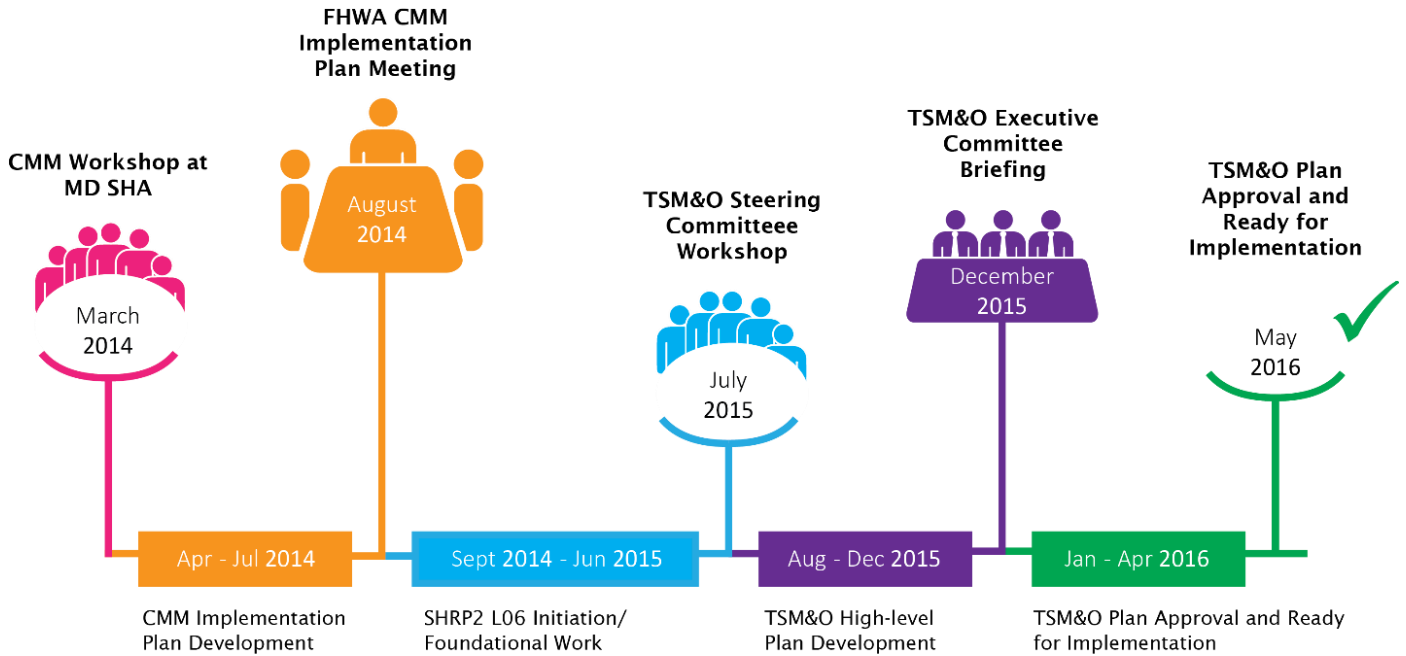 CMM Workshop at
MD SHA
March
2014
FHWA CMM
Implementation
Plan Meeting
August
2014
TSM&O Steering
Committeee
Workshop
July
2015
TSM&O Executive
Committee
Briefing
December
2015
TSM&O Plan
Approval and
Ready for
Implementation
May
2016
Apr - Jul 2014
CMM Implementation
Plan Development
Sept 2014 - Jun 2015
SHRP2 L06 Initiation/
Foundational Work
Aug - Dec 2015
TSM&O High-level
Plan Development
Jan - Apr 2016
TSM&O Plan Approval and Ready
for Implementation